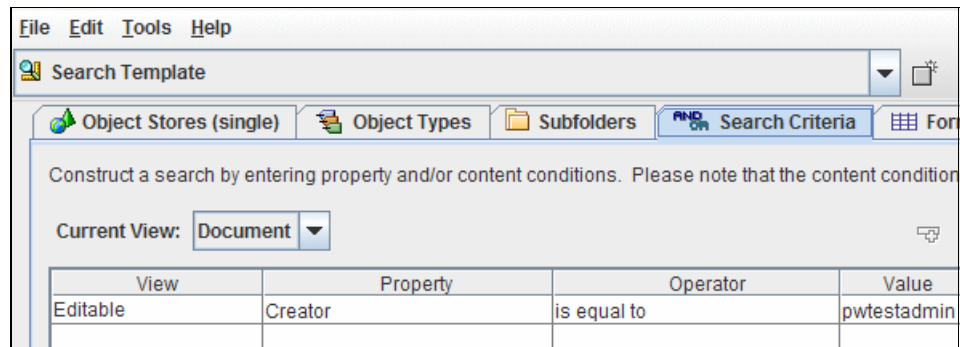 File Edit Tools Help
Search Template
Object Stores (single) Object Types Subfolders AND OR Search Criteria For
Construct a search by entering property and/or content conditions. Please note that the content condition
Current View: Document
View Property Operator Value
Editable Creator is equal to pwtestadmin